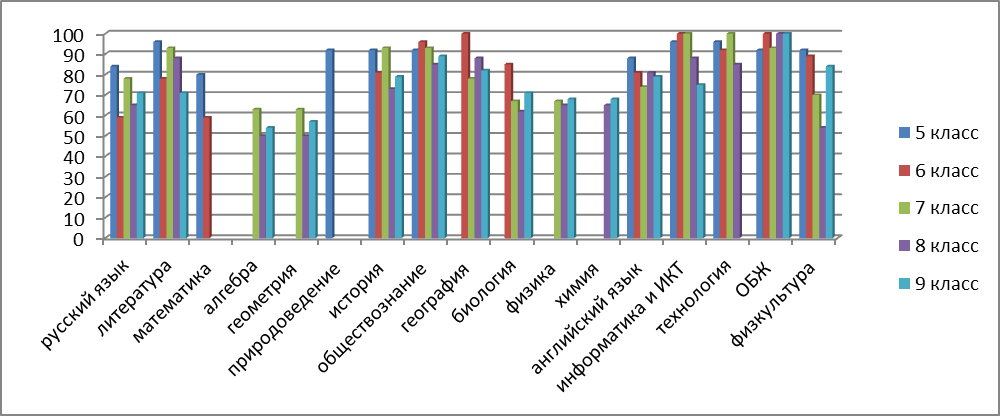 100
90
80
70
60
50
40
30
20
10
0
русский язык
литература
математика
алгебра
геометрия
природоведение
история
обществознание
география
биология
физика
химия
английский язык
информатика и ИКТ
технология
ОБЖ
физкультура
5 класс
6 класс
7 класс
8 класс
9 класс